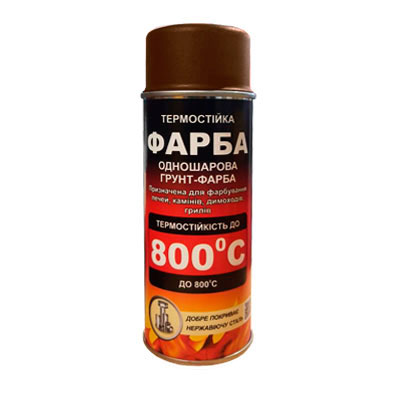 ТЕРМОСТІЙКА
ФАРБА
ОДНОШАРОВА
ГРУНТ-ФАРБА
Призначена для фарбування
печей, камінів, димоходів,
грилів
ТЕРМОСТІЙКІСТЬ ДО
800°C
ДО 800°C
ДОБРЕ ПОКРИВАЄ
НЕРЖАВІЮЧУ СТАЛЬ